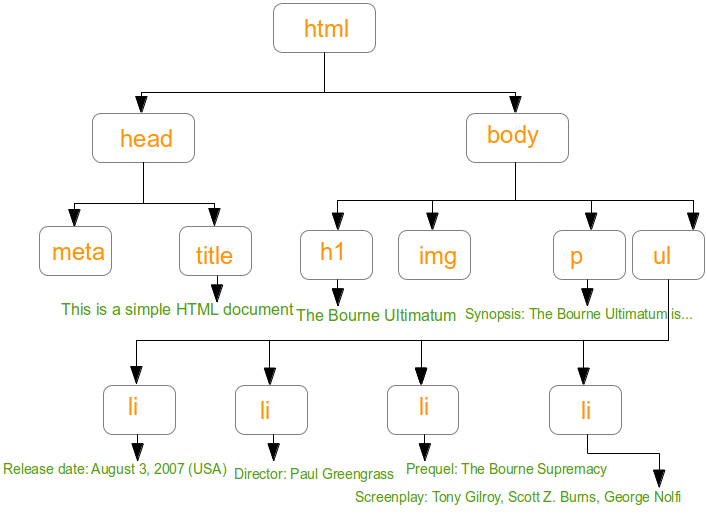 html
head
body
meta
title
h1
img
p
ul
This is a simple HTML document
The Bourne Ultimatum
Synopsis: The Bourne Ultimatum is...
li
li
li
li
Release date: August 3, 2007 (USA)
Director: Paul Greengrass
Prequel: The Bourne Supremacy
Screenplay: Tony Gilroy, Scott Z. Burns, George Nolfi